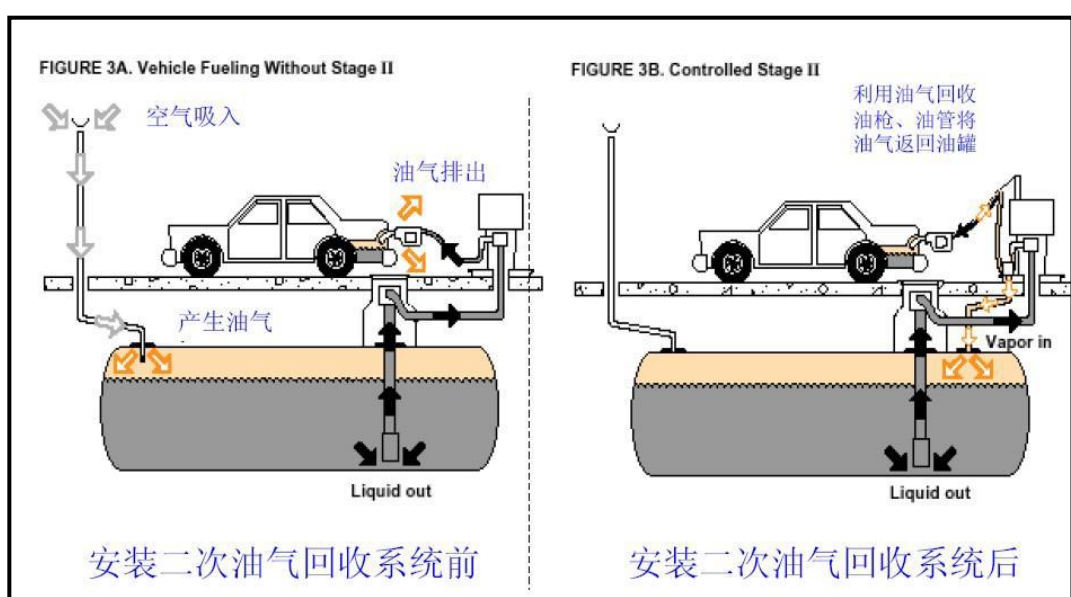 FIGURE 3A. Vehicle Fueling Without Stage II
空气吸入
油气排出
产生油气
Liquid out
安装二次油气回收系统前
FIGURE 3B. Controlled Stage II
利用油气回收
油枪、油管将
油气返回油罐
Vapor in
Liquid out
安装二次油气回收系统后